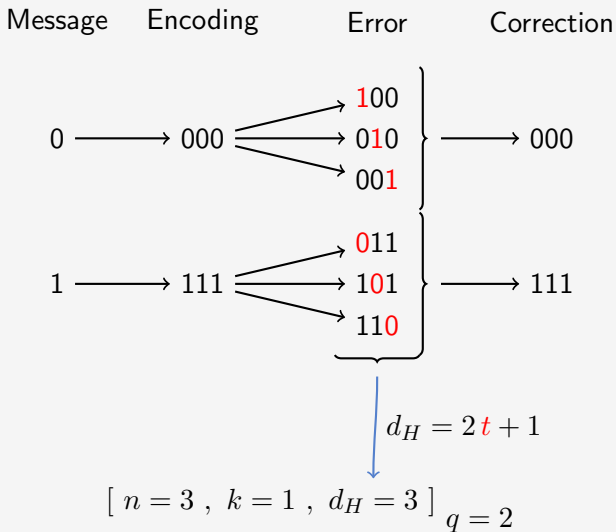 Message Encoding Error Correction
100
0 000 010 000
001
011
1 111 101 111
110
d_H = 2t + 1
[ n = 3 , k = 1 , d_H = 3 ]_{q = 2}